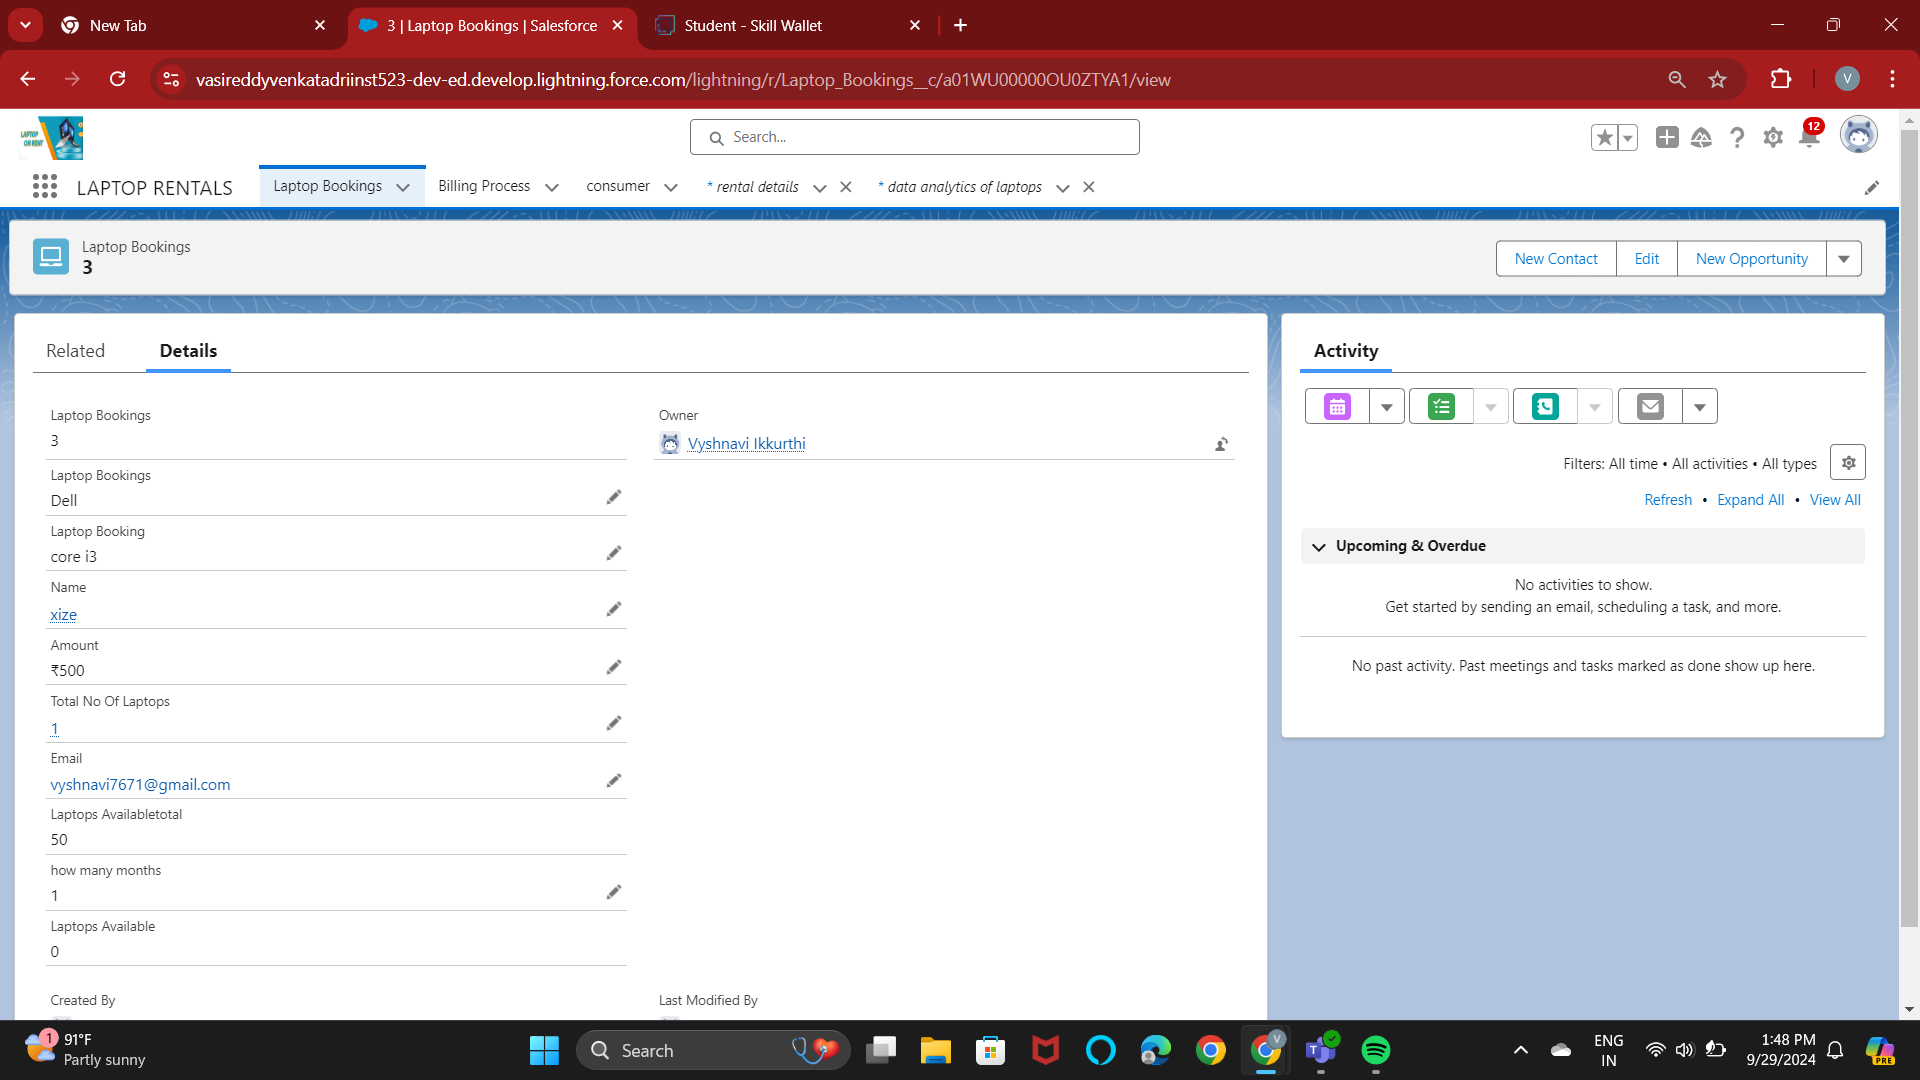 New Tab
3 | Laptop Bookings | Salesforce
Student - Skill Wallet
vasireddyvenkatadriinst523-dev-ed.develop.lightning.force.com/lightning/r/Laptop_Bookings__c/a01WU00000OU0ZTYA1/view
V
LAPTOP
ON RENT
Search...
12
LAPTOP RENTALS
Laptop Bookings
Billing Process
consumer
* rental details
* data analytics of laptops
Laptop Bookings
3
New Contact
Edit
New Opportunity
Related
Details
Laptop Bookings
3
Owner
Vyshnavi Ikkurthi
Laptop Bookings
Dell
Laptop Booking
core i3
Name
xize
Amount
₹500
Total No Of Laptops
1
Email
vyshnavi7671@gmail.com
Laptops Availabletotal
50
how many months
1
Laptops Available
0
Created By
Last Modified By
Activity
Filters: All time • All activities • All types
Refresh • Expand All • View All
Upcoming & Overdue
No activities to show.
Get started by sending an email, scheduling a task, and more.
No past activity. Past meetings and tasks marked as done show up here.
1
91°F
Partly sunny
Search
V
ENG
IN
1:48 PM
9/29/2024
PRE